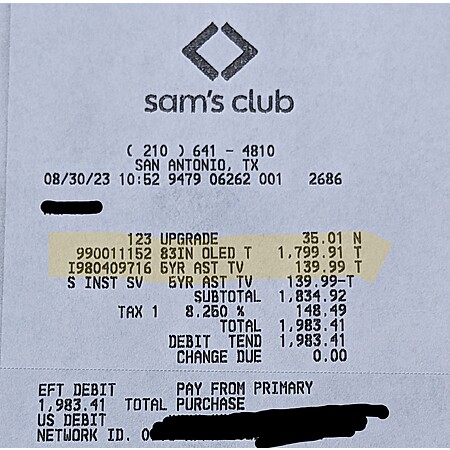 sam's club
( 210 ) 641 - 4810
SAN ANTONIO, TX
08/30/23 10:52 9479 06262 001 2686
123 UPGRADE 35.01 N
990011152 83IN OLED T 1,799.91 T
I980409716 5YR AST TV 139.99 T
S INST SV 5YR AST TV 139.99-T
SUBTOTAL 1,834.92
TAX 1 8.250 % 148.49
TOTAL 1,983.41
DEBIT TEND 1,983.41
CHANGE DUE 0.00
EFT DEBIT PAY FROM PRIMARY
1,983.41 TOTAL PURCHASE
US DEBIT
NETWORK ID.